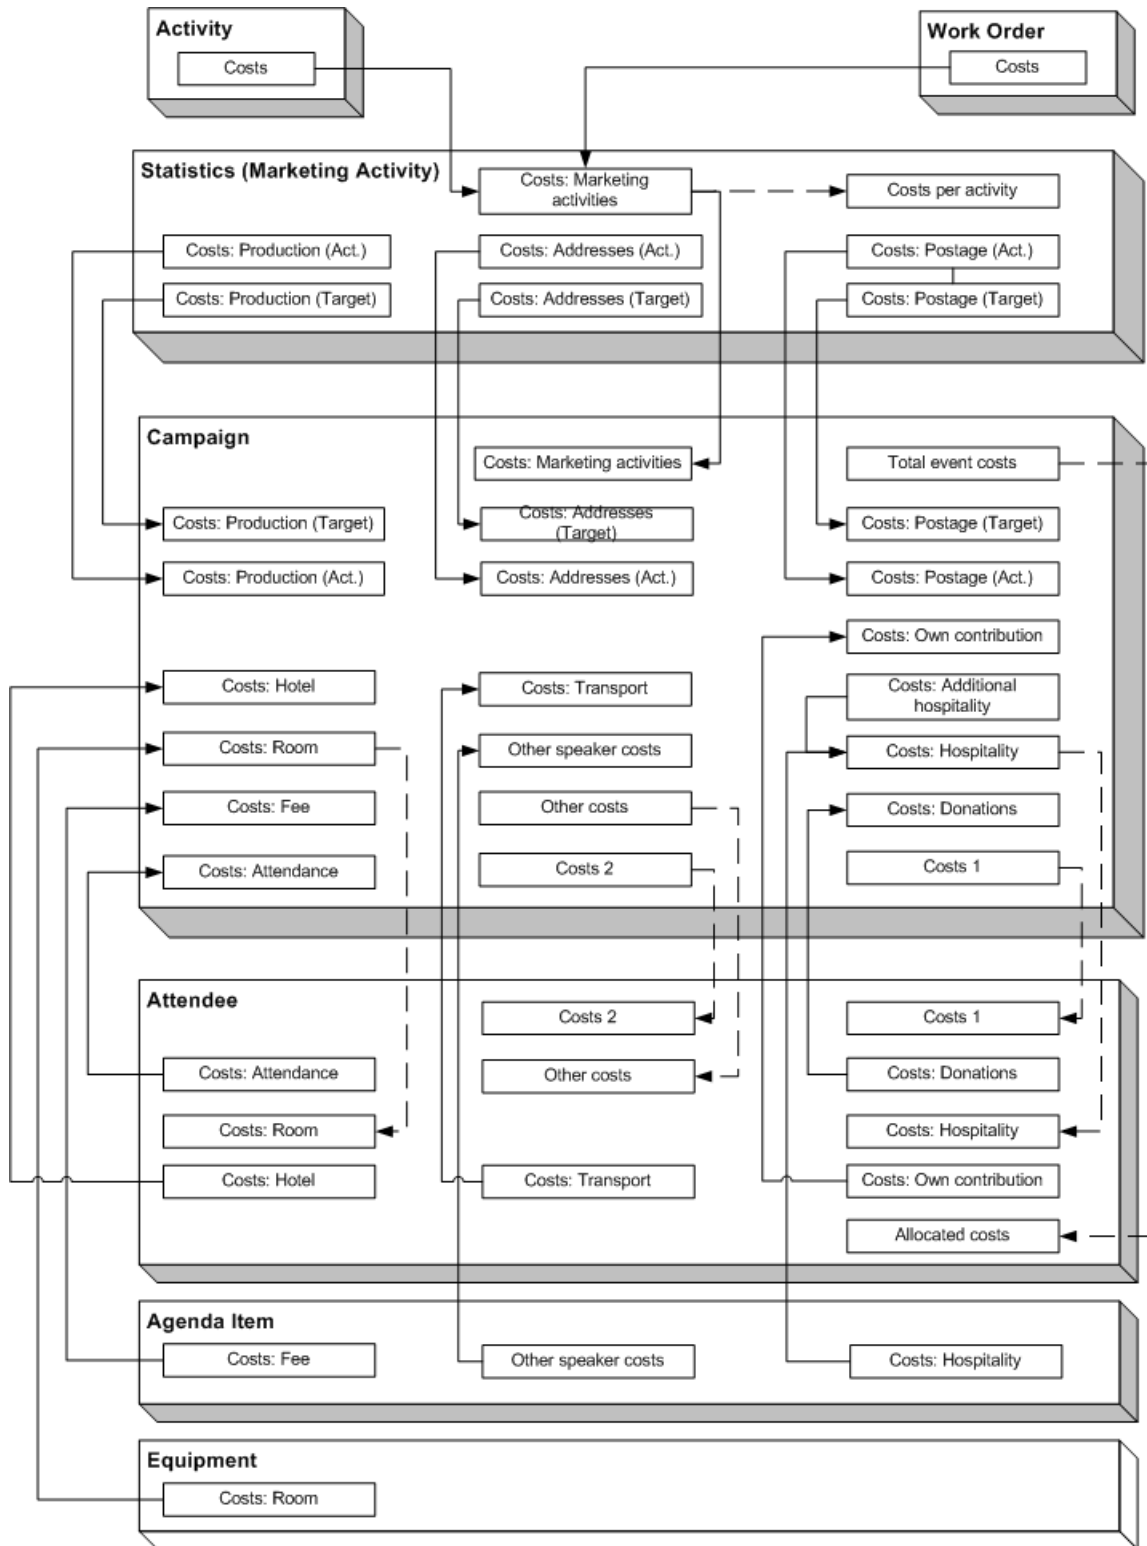 Activity
Costs
Work Order
Costs
Statistics (Marketing Activity)
Costs: Marketing
activities
Costs per activity
Costs: Production (Act.)
Costs: Addresses (Act.)
Costs: Postage (Act.)
Costs: Production (Target)
Costs: Addresses (Target)
Costs: Postage (Target)
Campaign
Costs: Marketing activities
Total event costs
Costs: Production (Target)
Costs: Addresses
(Target)
Costs: Postage (Target)
Costs: Production (Act.)
Costs: Addresses (Act.)
Costs: Postage (Act.)
Costs: Own contribution
Costs: Hotel
Costs: Transport
Costs: Additional
hospitality
Costs: Room
Other speaker costs
Costs: Hospitality
Costs: Fee
Other costs
Costs: Donations
Costs: Attendance
Costs 2
Costs 1
Attendee
Costs 2
Costs 1
Costs: Attendance
Other costs
Costs: Donations
Costs: Room
Costs: Hospitality
Costs: Hotel
Costs: Transport
Costs: Own contribution
Allocated costs
Agenda Item
Costs: Fee
Other speaker costs
Costs: Hospitality
Equipment
Costs: Room